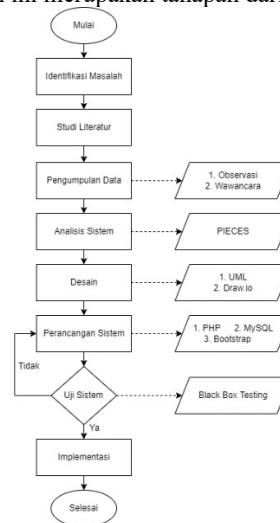 Mulai
Identifikasi Masalah
Studi Literatur
Pengumpulan Data
1. Observasi
2. Wawancara
Analisis Sistem
PIECES
Desain
1. UML
2. Draw.io
Perancangan Sistem
1. PHP 2. MySQL
3. Bootstrap
Tidak
Uji Sistem
Black Box Testing
Ya
Implementasi
Selesai